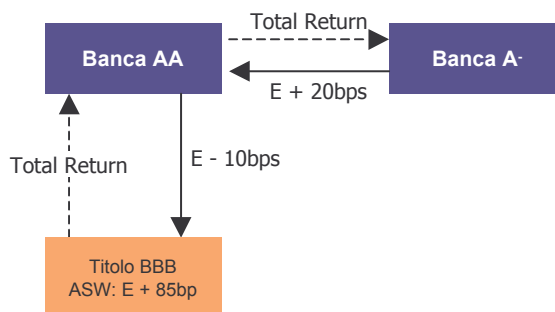 Total Return
Banca AA
Banca A-
E + 20bps
Total Return
E - 10bps
Titolo BBB
ASW: E + 85bp